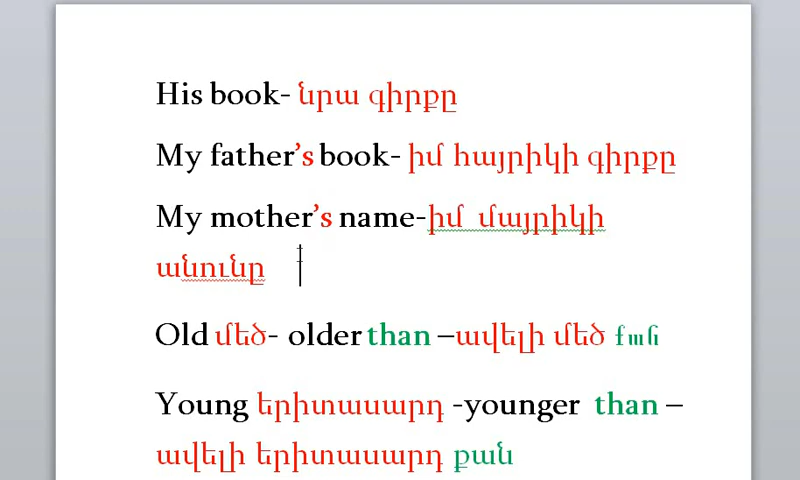 His book- նրա գիրքը
My father’s book- իմ հայրիկի գիրքը
My mother’s name-իմ մայրիկի
անունը
Old մեծ- older than –ավելի մեծ քան
Young երիտասարդ -younger than –
ավելի երիտասարդ քան